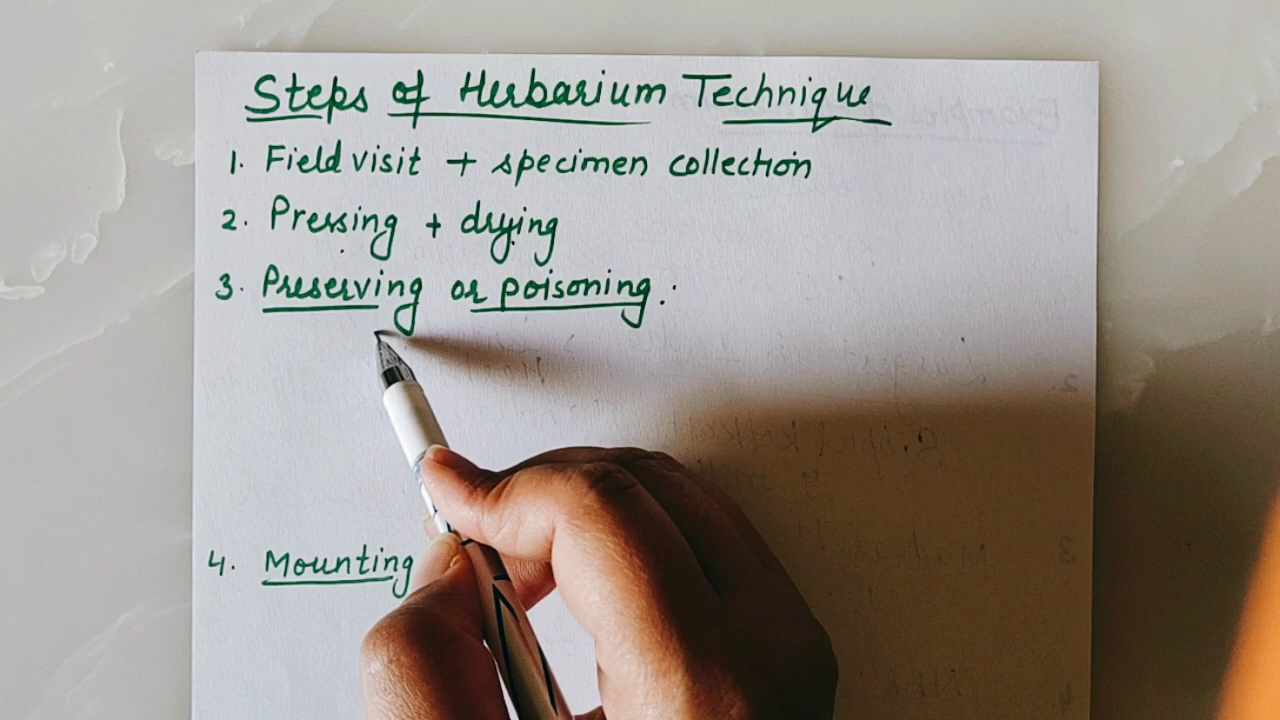 Steps of Herbarium Technique
1. Field visit + specimen collection
2. Pressing + drying
3. Preserving or poisoning.
4. Mounting